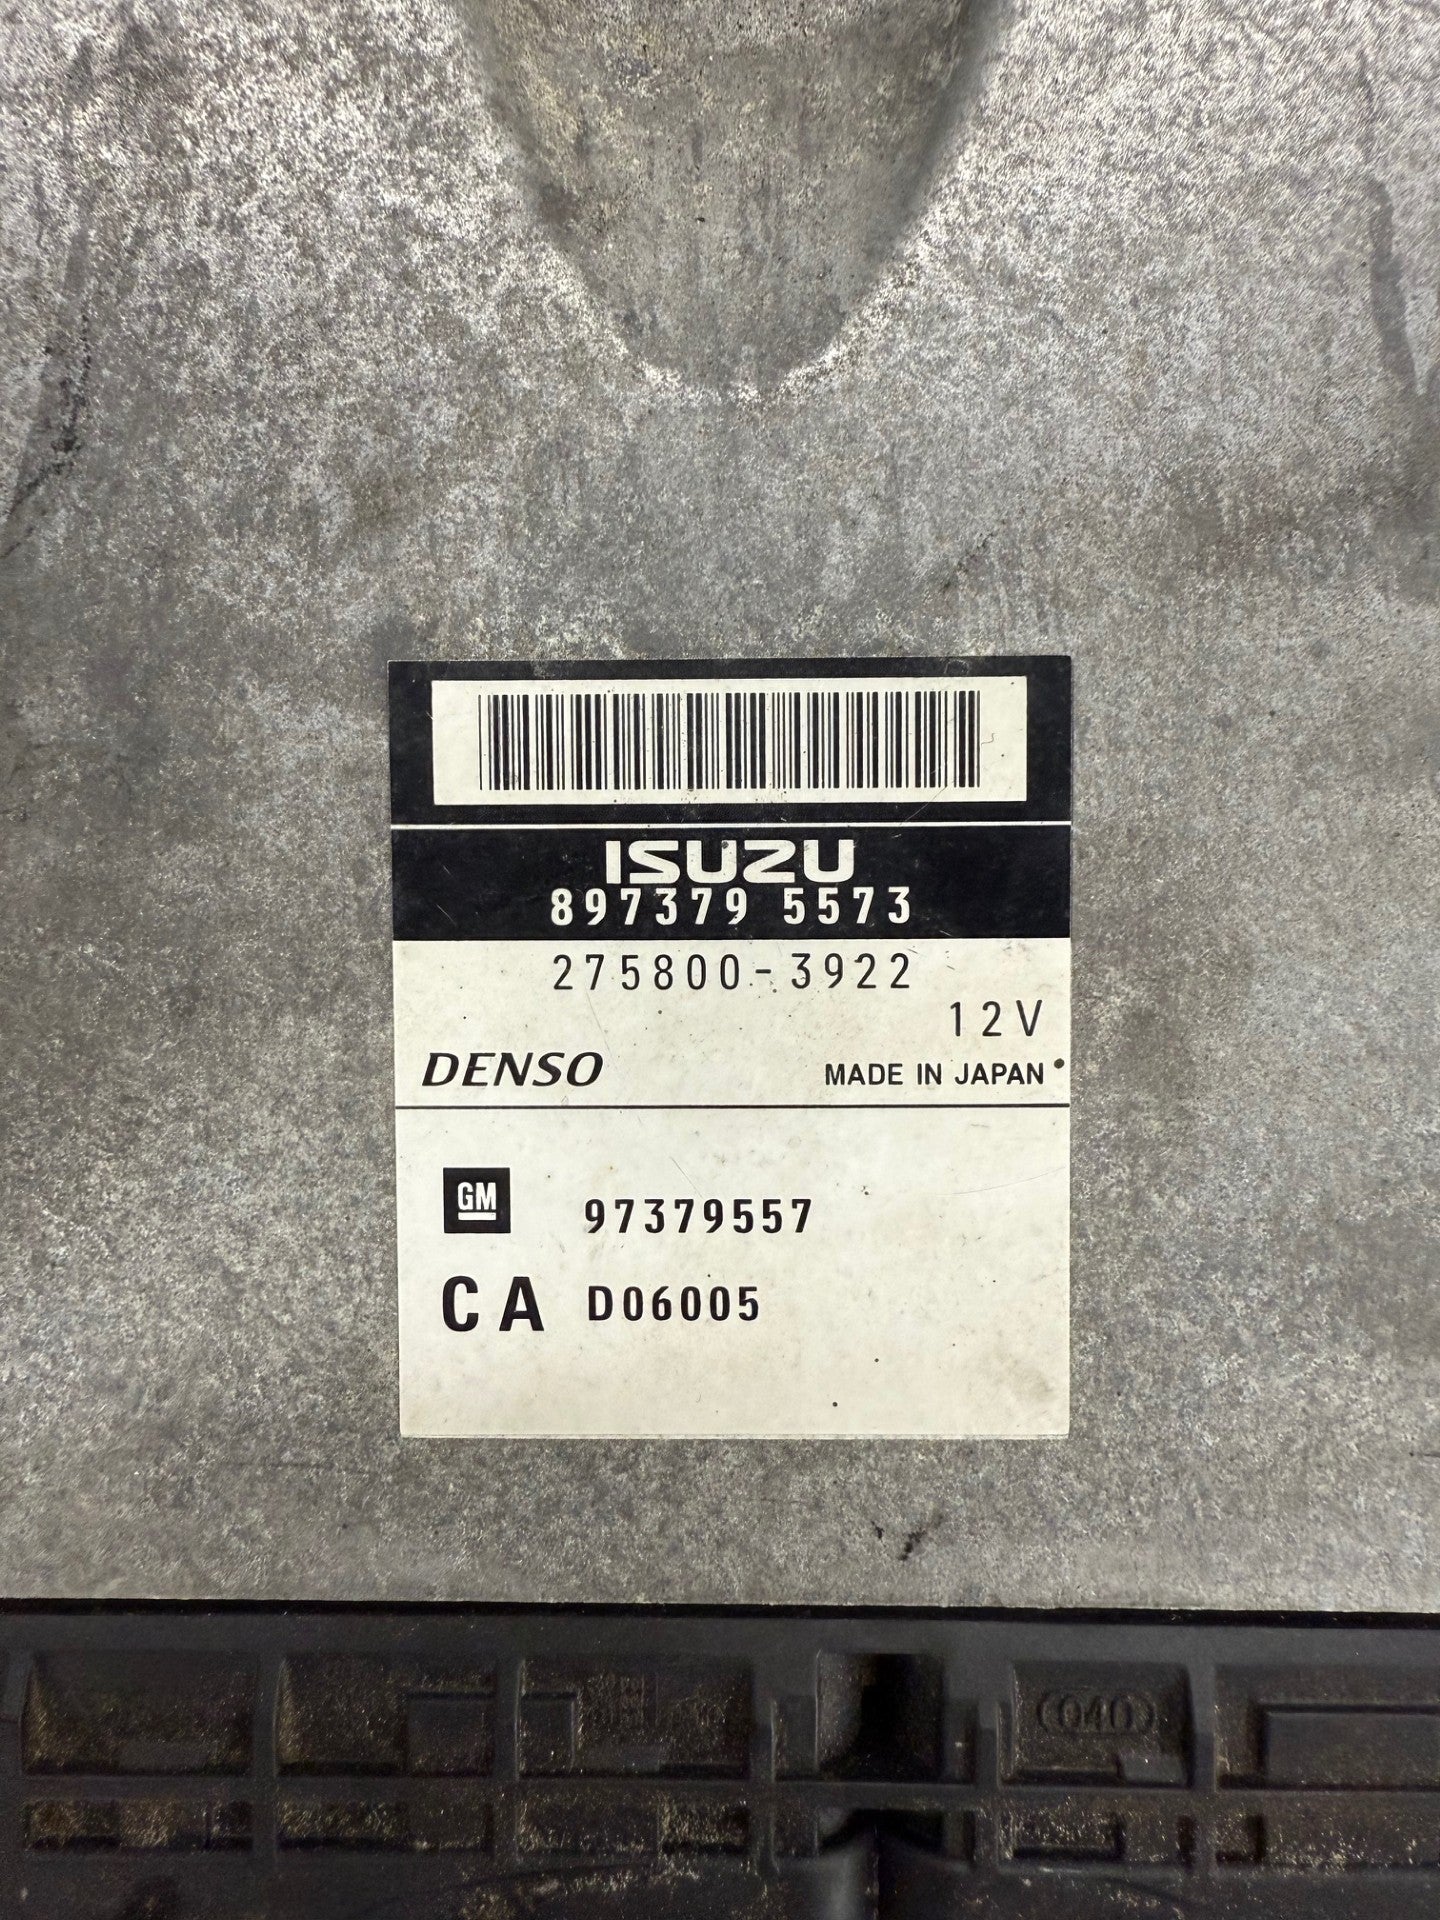 ISUZU
897379 5573
275800-3922
12V
DENSO MADE IN JAPAN
GM 97379557
CA D06005
040